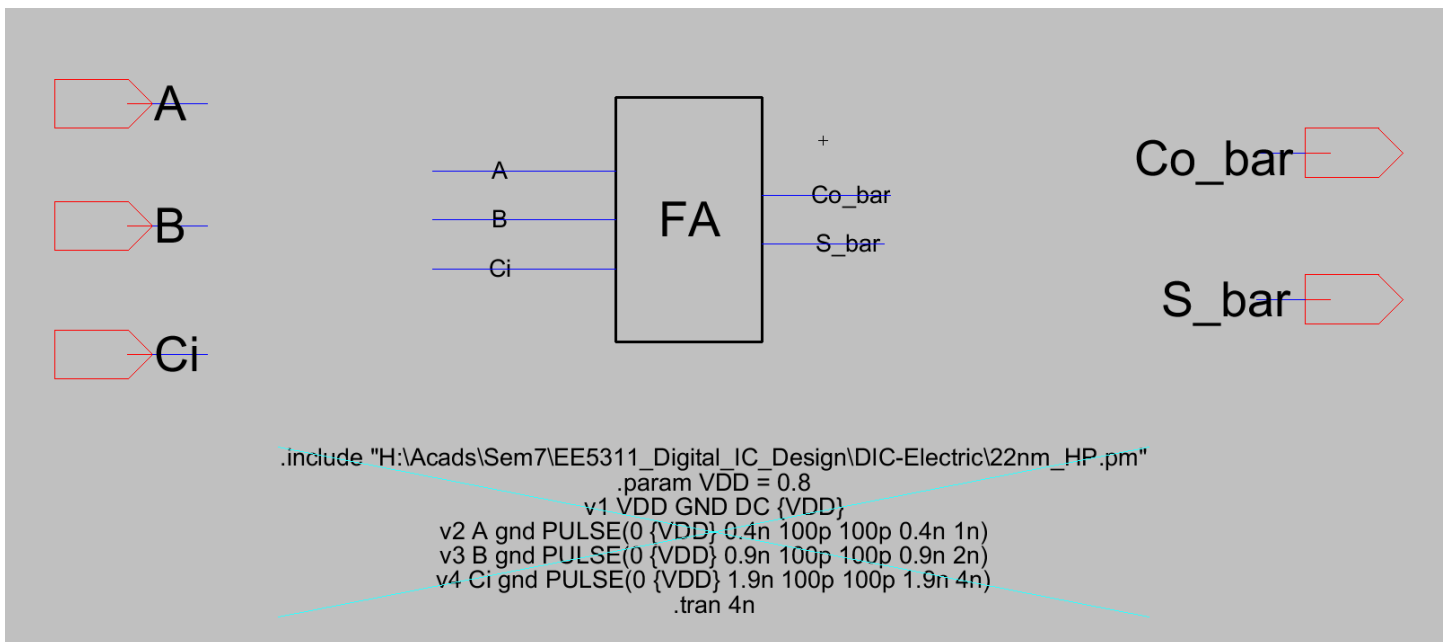 A
B
Ci
A
B
Ci
FA
Co_bar
S_bar
Co_bar
S_bar
.include "H:\Acads\Sem7\EE5311_Digital_IC_Design\DIC-Electric\22nm_HP.pm"
.param VDD = 0.8
v1 VDD GND DC {VDD}
v2 A gnd PULSE(0 {VDD} 0.4n 100p 100p 0.4n 1n)
v3 B gnd PULSE(0 {VDD} 0.9n 100p 100p 0.9n 2n)
v4 Ci gnd PULSE(0 {VDD} 1.9n 100p 100p 1.9n 4n)
.tran 4n